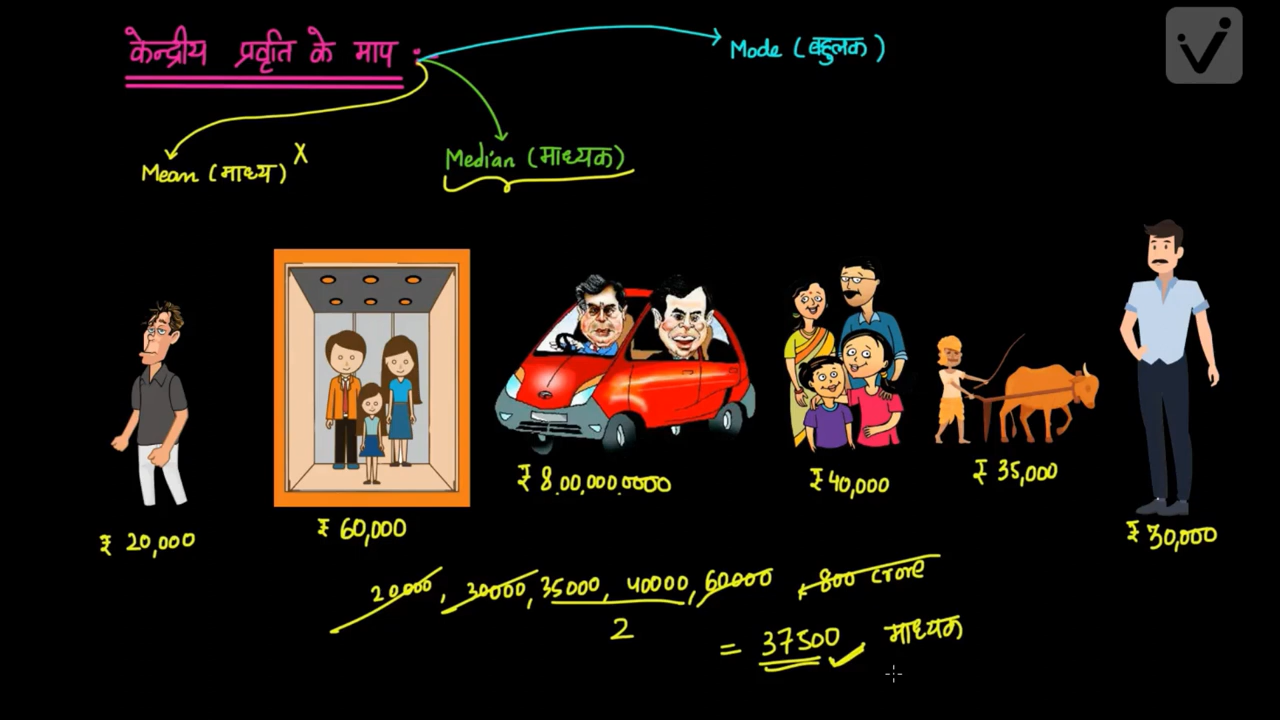 केन्द्रीय प्रवृति के माप :-
Mode (बहुलक)
Mean (माध्य) X
Median (माध्यक)
₹ 20,000
₹ 60,000
₹ 8,00,000,0000
₹ 40,000
₹ 35,000
₹ 30,000
20000, 30000, 35000, 40000, 60000, 800 crore
2
= 37500 माध्यक